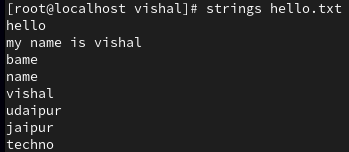 [root@localhost vishal]# strings hello.txt
hello
my name is vishal
bame
name
vishal
udaipur
jaipur
techno